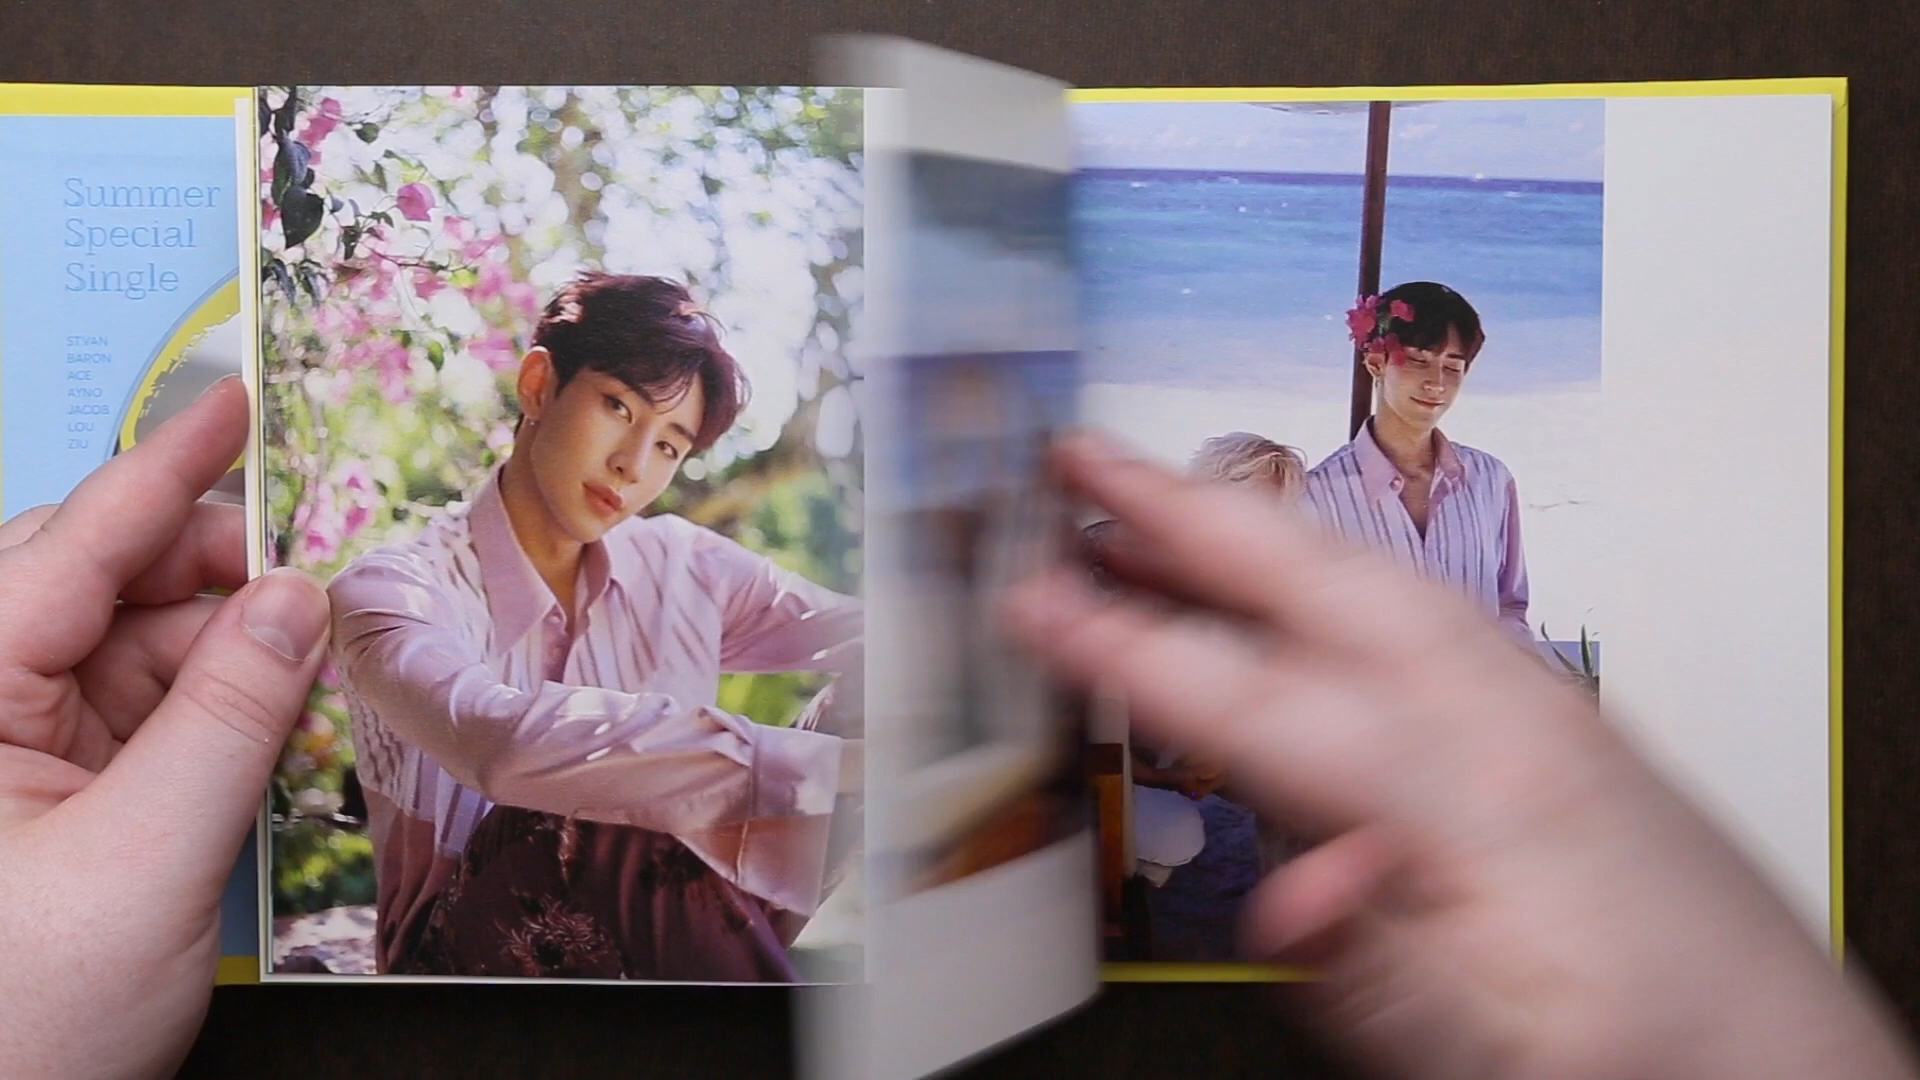 Summer
Special
Single
ST.VAN
BARON
ACE
AYNO
JACOB
LOU
ZIU